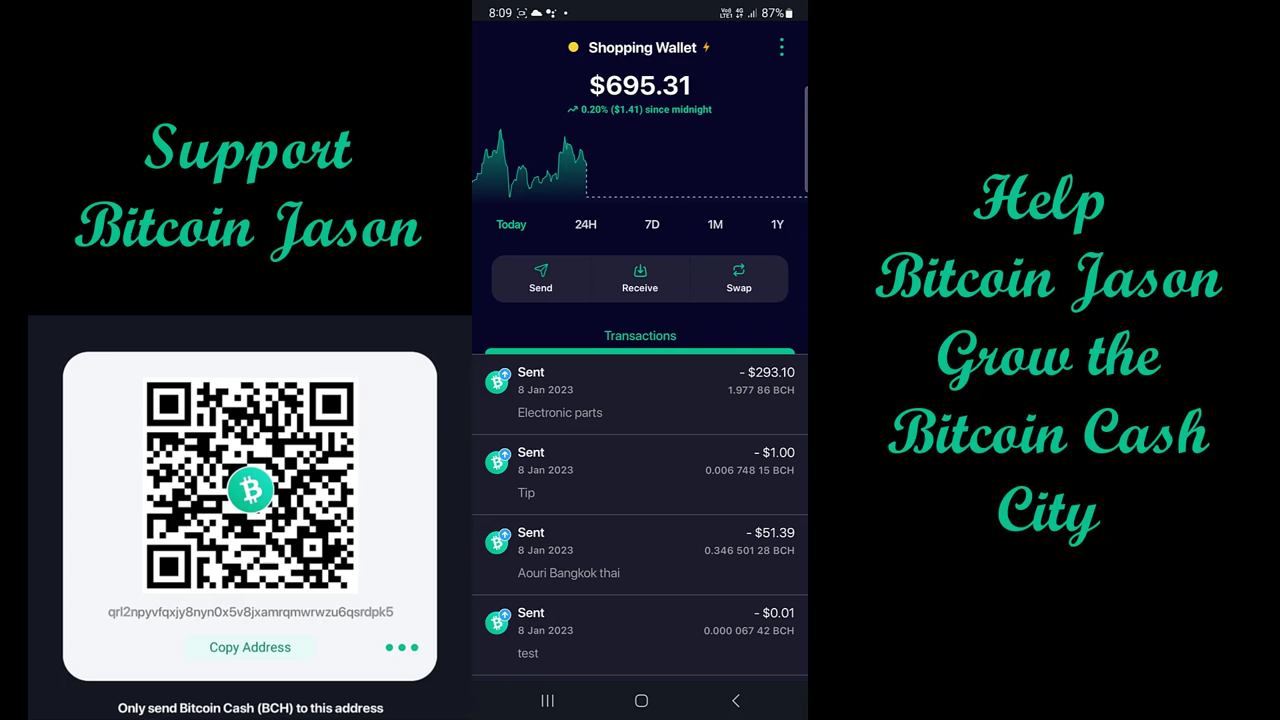 Support
Bitcoin Jason
qrl2npyvfqxjy8nyn0x5v8jxamrqmwrwzu6qsrdpk5
Copy Address
Only send Bitcoin Cash (BCH) to this address
8:09
Vo) 4G LTE1 87%
Shopping Wallet
$695.31
0.20% ($1.41) since midnight
Today 24H 7D 1M 1Y
Send Receive Swap
Transactions
Sent - $293.10
8 Jan 2023 1.977 86 BCH
Electronic parts
Sent - $1.00
8 Jan 2023 0.006 748 15 BCH
Tip
Sent - $51.39
8 Jan 2023 0.346 501 28 BCH
Aouri Bangkok thai
Sent - $0.01
8 Jan 2023 0.000 067 42 BCH
test
Help
Bitcoin Jason
Grow the
Bitcoin Cash
City